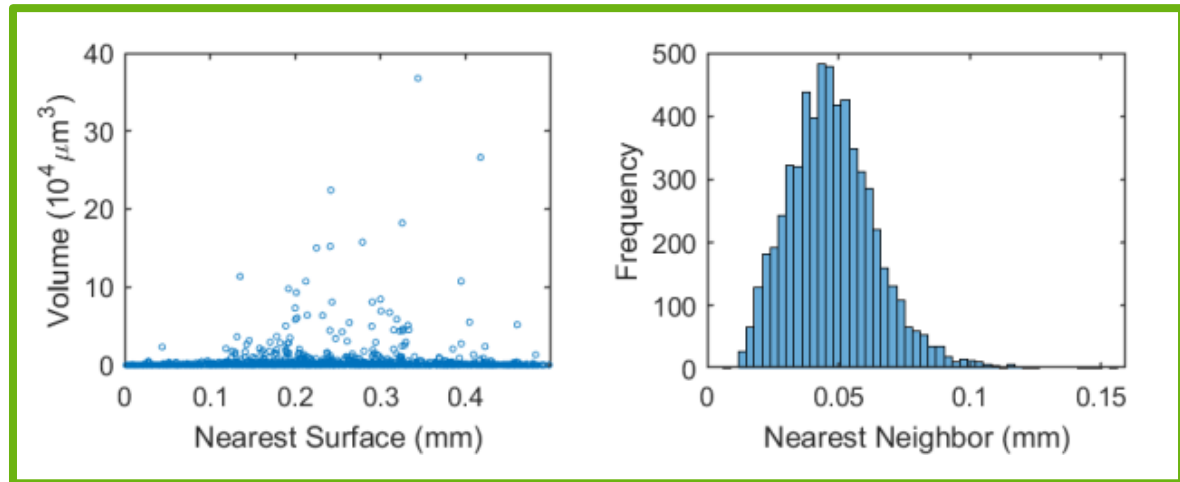 40
30
20
10
0
Volume (10⁴ μm³)
0 0.1 0.2 0.3 0.4
Nearest Surface (mm)
500
400
300
200
100
0
Frequency
0 0.05 0.1 0.15
Nearest Neighbor (mm)